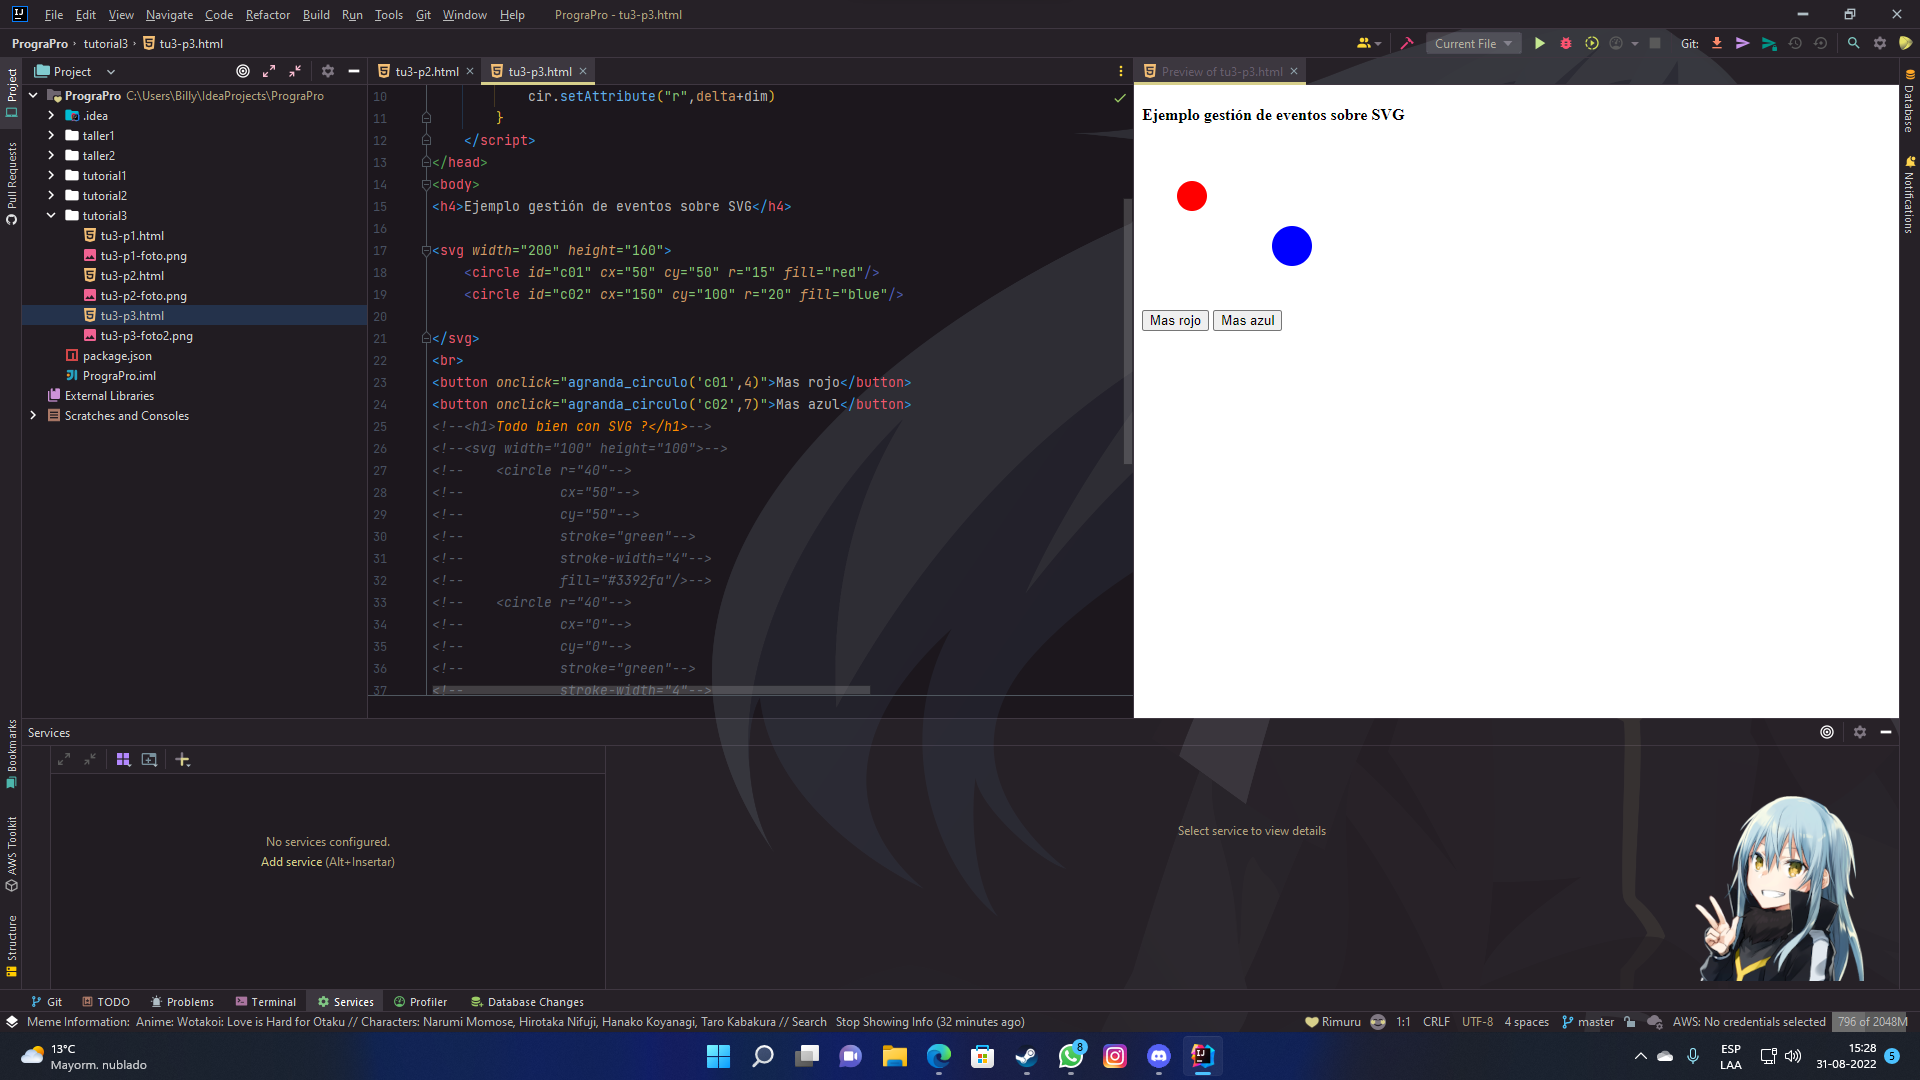 File Edit View Navigate Code Refactor Build Run Tools Git Window Help PrograPro - tu3-p3.html
PrograPro tutorial3 tu3-p3.html Current File Git:
Project tu3-p2.html tu3-p3.html Preview of tu3-p3.html
Project
Pull Requests
Bookmarks
AWS Toolkit
Structure
PrograPro C:\Users\Billy\IdeaProjects\PrograPro
.idea
taller1
taller2
tutorial1
tutorial2
tutorial3
tu3-p1.html
tu3-p1-foto.png
tu3-p2.html
tu3-p2-foto.png
tu3-p3.html
tu3-p3-foto2.png
package.json
PrograPro.iml
External Libraries
Scratches and Consoles
10 cir.setAttribute("r",delta+dim)
11 }
12 </script>
13 </head>
14 <body>
15 <h4>Ejemplo gestión de eventos sobre SVG</h4>
16
17 <svg width="200" height="160">
18 <circle id="c01" cx="50" cy="50" r="15" fill="red"/>
19 <circle id="c02" cx="150" cy="100" r="20" fill="blue"/>
20
21 </svg>
22 <br>
23 <button onclick="agranda_circulo('c01',4)">Mas rojo</button>
24 <button onclick="agranda_circulo('c02',7)">Mas azul</button>
25 <!--<h1>Todo bien con SVG ?</h1>-->
26 <!--<svg width="100" height="100">-->
27 <!-- <circle r="40"-->
28 <!-- cx="50"-->
29 <!-- cy="50"-->
30 <!-- stroke="green"-->
31 <!-- stroke-width="4"-->
32 <!-- fill="#3392fa"/>-->
33 <!-- <circle r="40"-->
34 <!-- cx="0"-->
35 <!-- cy="0"-->
36 <!-- stroke="green"-->
37 <!-- stroke-width="4"-->
Ejemplo gestión de eventos sobre SVG
Mas rojo Mas azul
Database
Notifications
Services
No services configured.
Add service (Alt+Insertar)
Select service to view details
Git TODO Problems Terminal Services Profiler Database Changes
Meme Information: Anime: Wotakoi: Love is Hard for Otaku // Characters: Narumi Momose, Hirotaka Nifuji, Hanako Koyanagi, Taro Kabakura // Search Stop Showing Info (32 minutes ago) Rimuru 1:1 CRLF UTF-8 4 spaces master AWS: No credentials selected 796 of 2048M
13°C
Mayorm. nublado
8
ESP
LAA
15:28
31-08-2022
5